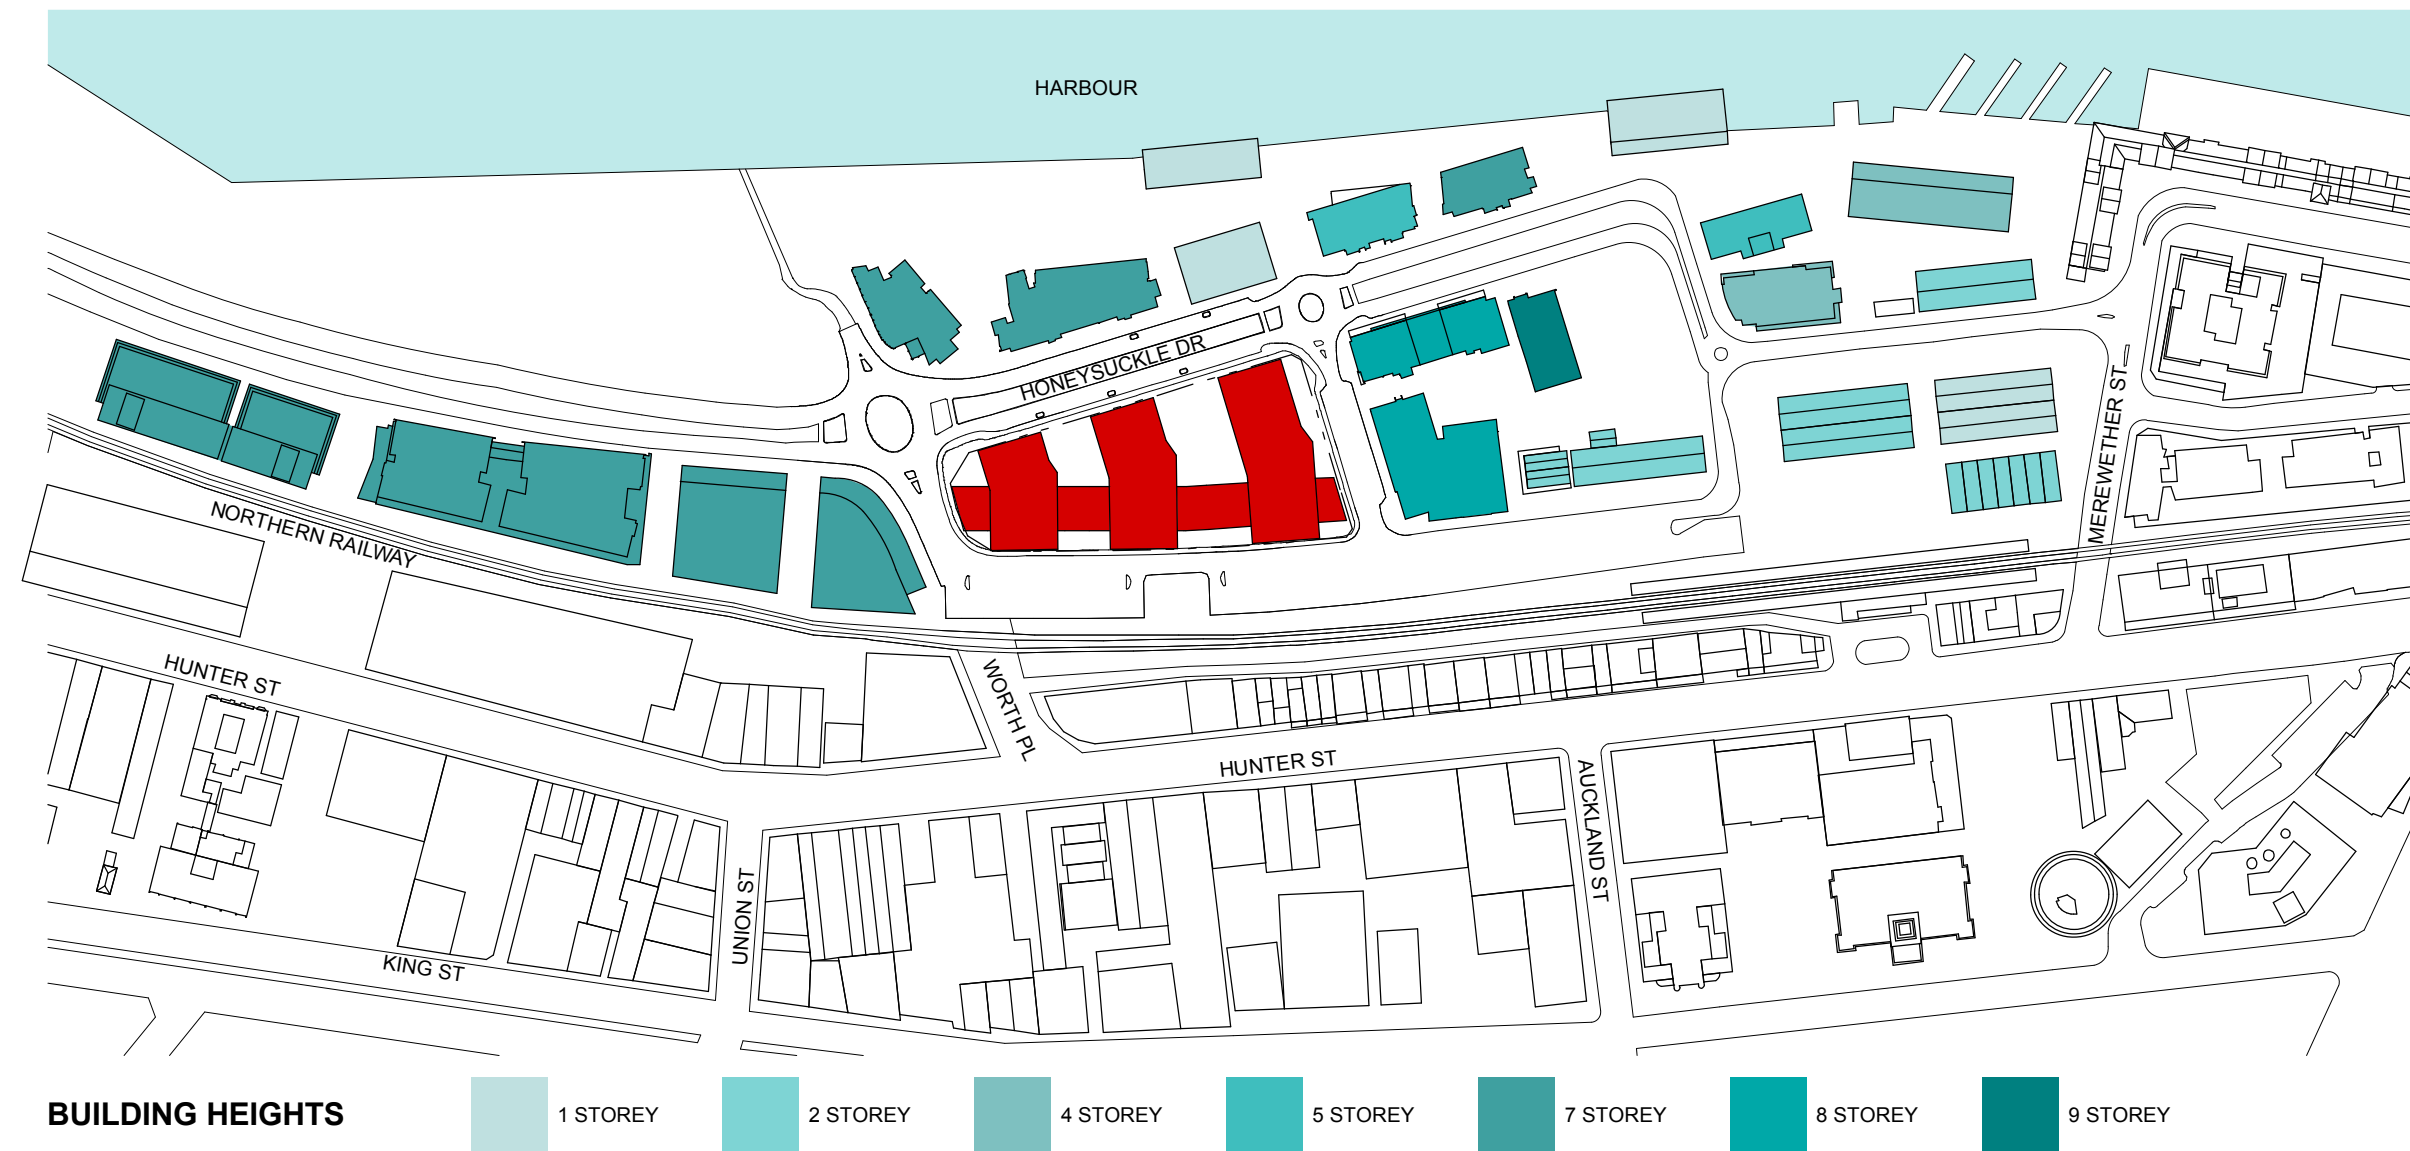 HARBOUR
HONEYSUCKLE DR
MEREWETHER ST
NORTHERN RAILWAY
HUNTER ST
WORTH PL
HUNTER ST
AUCKLAND ST
UNION ST
KING ST
BUILDING HEIGHTS
1 STOREY
2 STOREY
4 STOREY
5 STOREY
7 STOREY
8 STOREY
9 STOREY